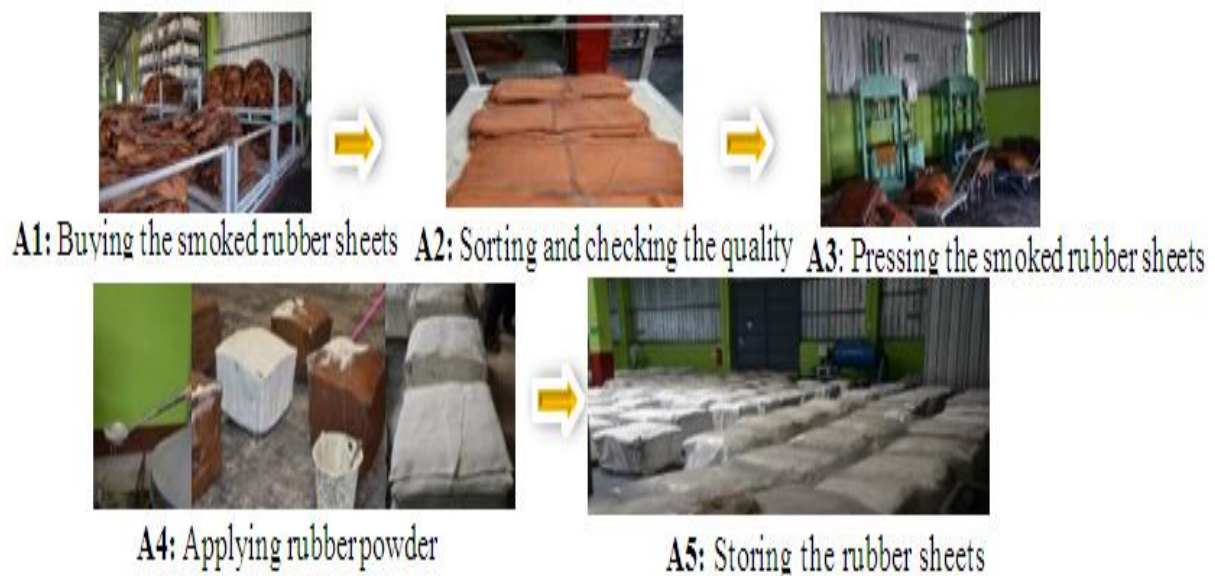 A1: Buying the smoked rubber sheets
A2: Sorting and checking the quality
A3: Pressing the smoked rubber sheets
A4: Applying rubber powder
A5: Storing the rubber sheets